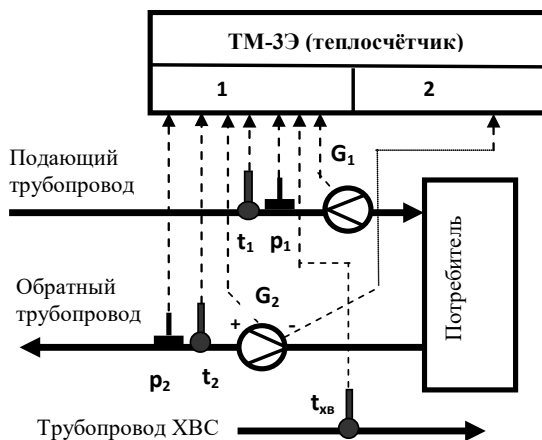 ТМ-3Э (теплосчётчик)
1 2
G₁
Подающий
трубопровод
t₁ p₁
Потребитель
Обратный
трубопровод
G₂
+ -
p₂ t₂
tхв
Трубопровод ХВС